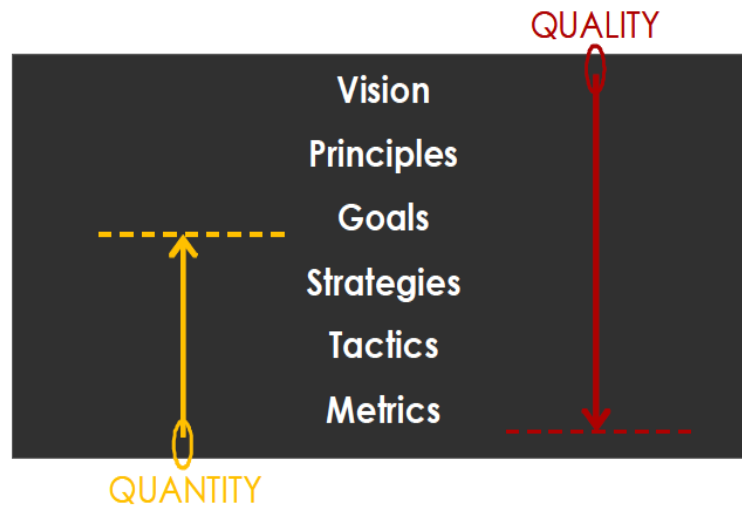 QUALITY
Vision
Principles
Goals
Strategies
Tactics
Metrics
QUANTITY